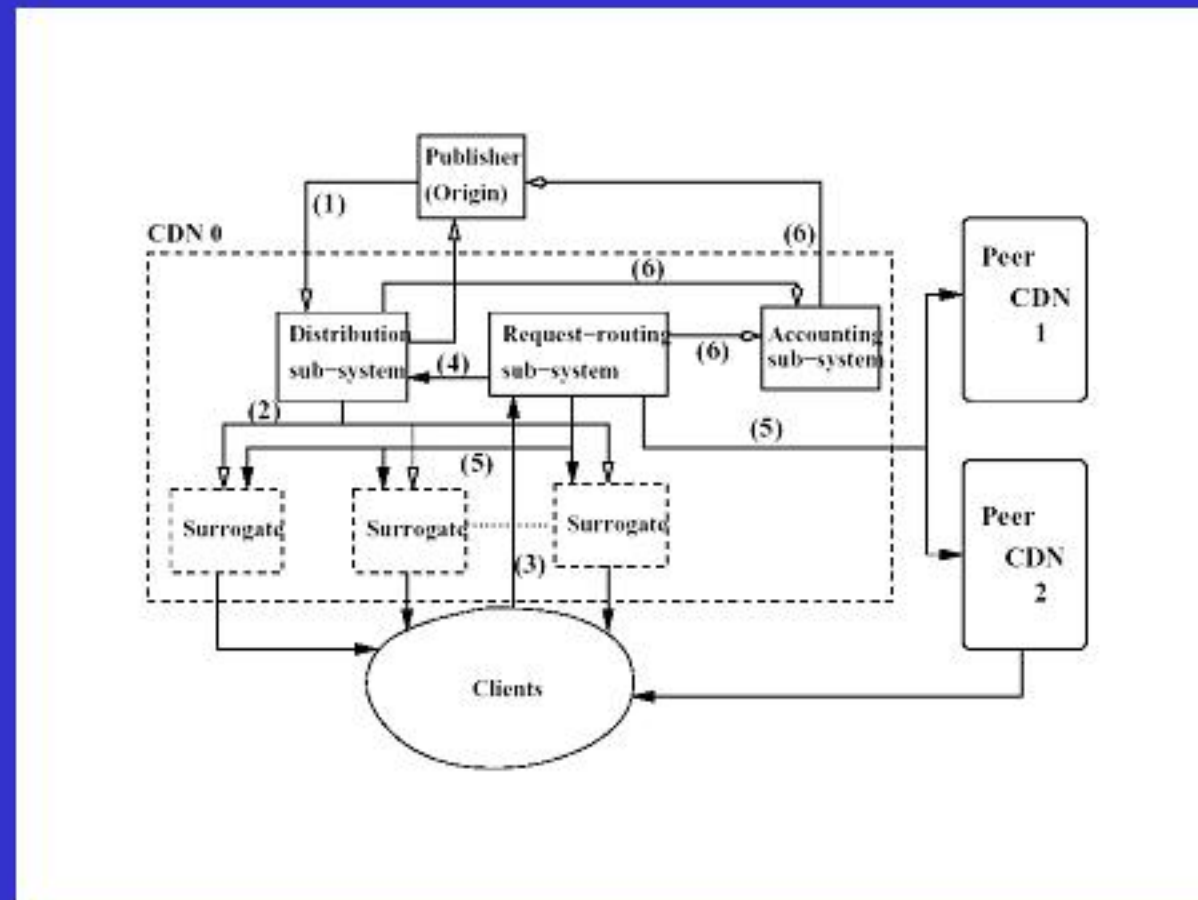 Publisher
(Origin)
(1)
CDN 0
(6)
(6)
Peer
CDN
1
Distribution
sub-system
(4)
Request-routing
sub-system
(6)
Accounting
sub-system
(2)
(5)
(5)
Surrogate
Surrogate
Surrogate
(3)
Peer
CDN
2
Clients